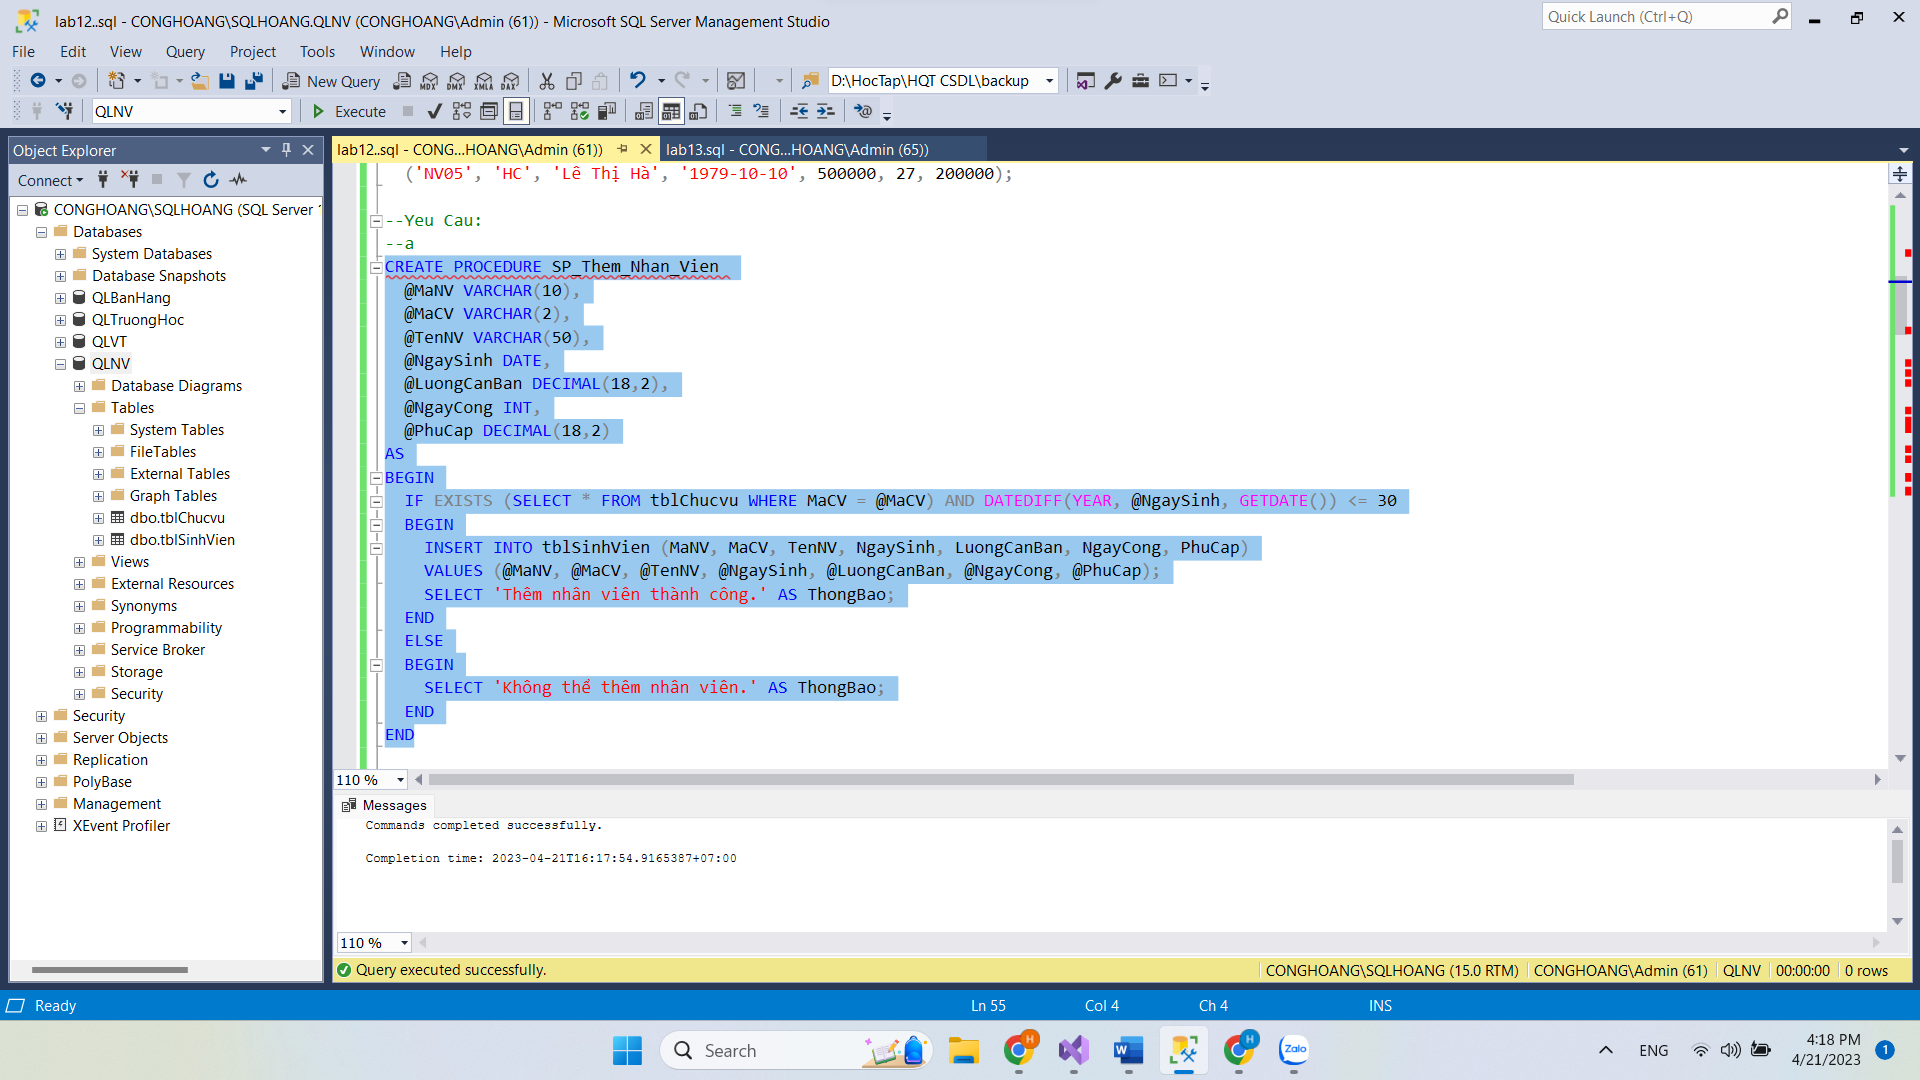 lab12..sql - CONGHOANG\SQLHOANG.QLNV (CONGHOANG\Admin (61)) - Microsoft SQL Server Management Studio
Quick Launch (Ctrl+Q)
File Edit View Query Project Tools Window Help
New Query
MDX DMX XMLA DAX
D:\HocTap\HQT CSDL\backup
QLNV
Execute
Object Explorer
Connect
CONGHOANG\SQLHOANG (SQL Server
Databases
System Databases
Database Snapshots
QLBanHang
QLTruongHoc
QLVT
QLNV
Database Diagrams
Tables
System Tables
FileTables
External Tables
Graph Tables
dbo.tblChucvu
dbo.tblSinhVien
Views
External Resources
Synonyms
Programmability
Service Broker
Storage
Security
Security
Server Objects
Replication
PolyBase
Management
XEvent Profiler
lab12..sql - CONG...HOANG\Admin (61))
lab13.sql - CONG...HOANG\Admin (65))
('NV05', 'HC', 'Lê Thị Hà', '1979-10-10', 500000, 27, 200000);
--Yeu Cau:
--a
CREATE PROCEDURE SP_Them_Nhan_Vien
@MaNV VARCHAR(10),
@MaCV VARCHAR(2),
@TenNV VARCHAR(50),
@NgaySinh DATE,
@LuongCanBan DECIMAL(18,2),
@NgayCong INT,
@PhuCap DECIMAL(18,2)
AS
BEGIN
IF EXISTS (SELECT * FROM tblChucvu WHERE MaCV = @MaCV) AND DATEDIFF(YEAR, @NgaySinh, GETDATE()) <= 30
BEGIN
INSERT INTO tblSinhVien (MaNV, MaCV, TenNV, NgaySinh, LuongCanBan, NgayCong, PhuCap)
VALUES (@MaNV, @MaCV, @TenNV, @NgaySinh, @LuongCanBan, @NgayCong, @PhuCap);
SELECT 'Thêm nhân viên thành công.' AS ThongBao;
END
ELSE
BEGIN
SELECT 'Không thể thêm nhân viên.' AS ThongBao;
END
END
110 %
Messages
Commands completed successfully.
Completion time: 2023-04-21T16:17:54.9165387+07:00
110 %
Query executed successfully.
CONGHOANG\SQLHOANG (15.0 RTM) CONGHOANG\Admin (61) QLNV 00:00:00 0 rows
Ready Ln 55 Col 4 Ch 4 INS
Search
H
W
H
Zalo
ENG
4:18 PM
4/21/2023
1